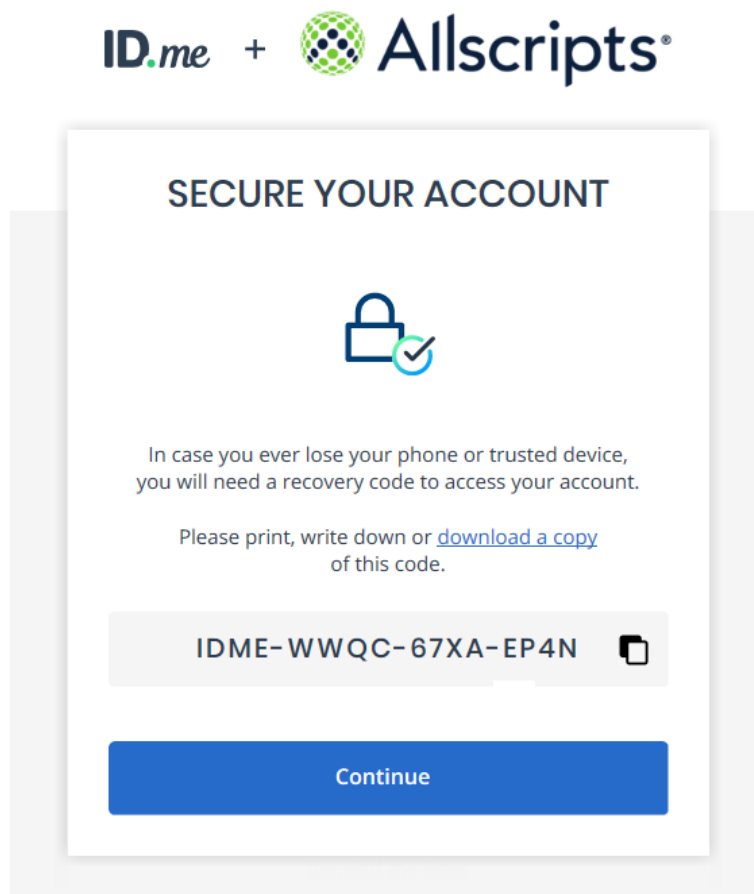 ID.me + Allscripts®
SECURE YOUR ACCOUNT
In case you ever lose your phone or trusted device,
you will need a recovery code to access your account.
Please print, write down or download a copy
of this code.
IDME-WWQC-67XA-EP4N
Continue